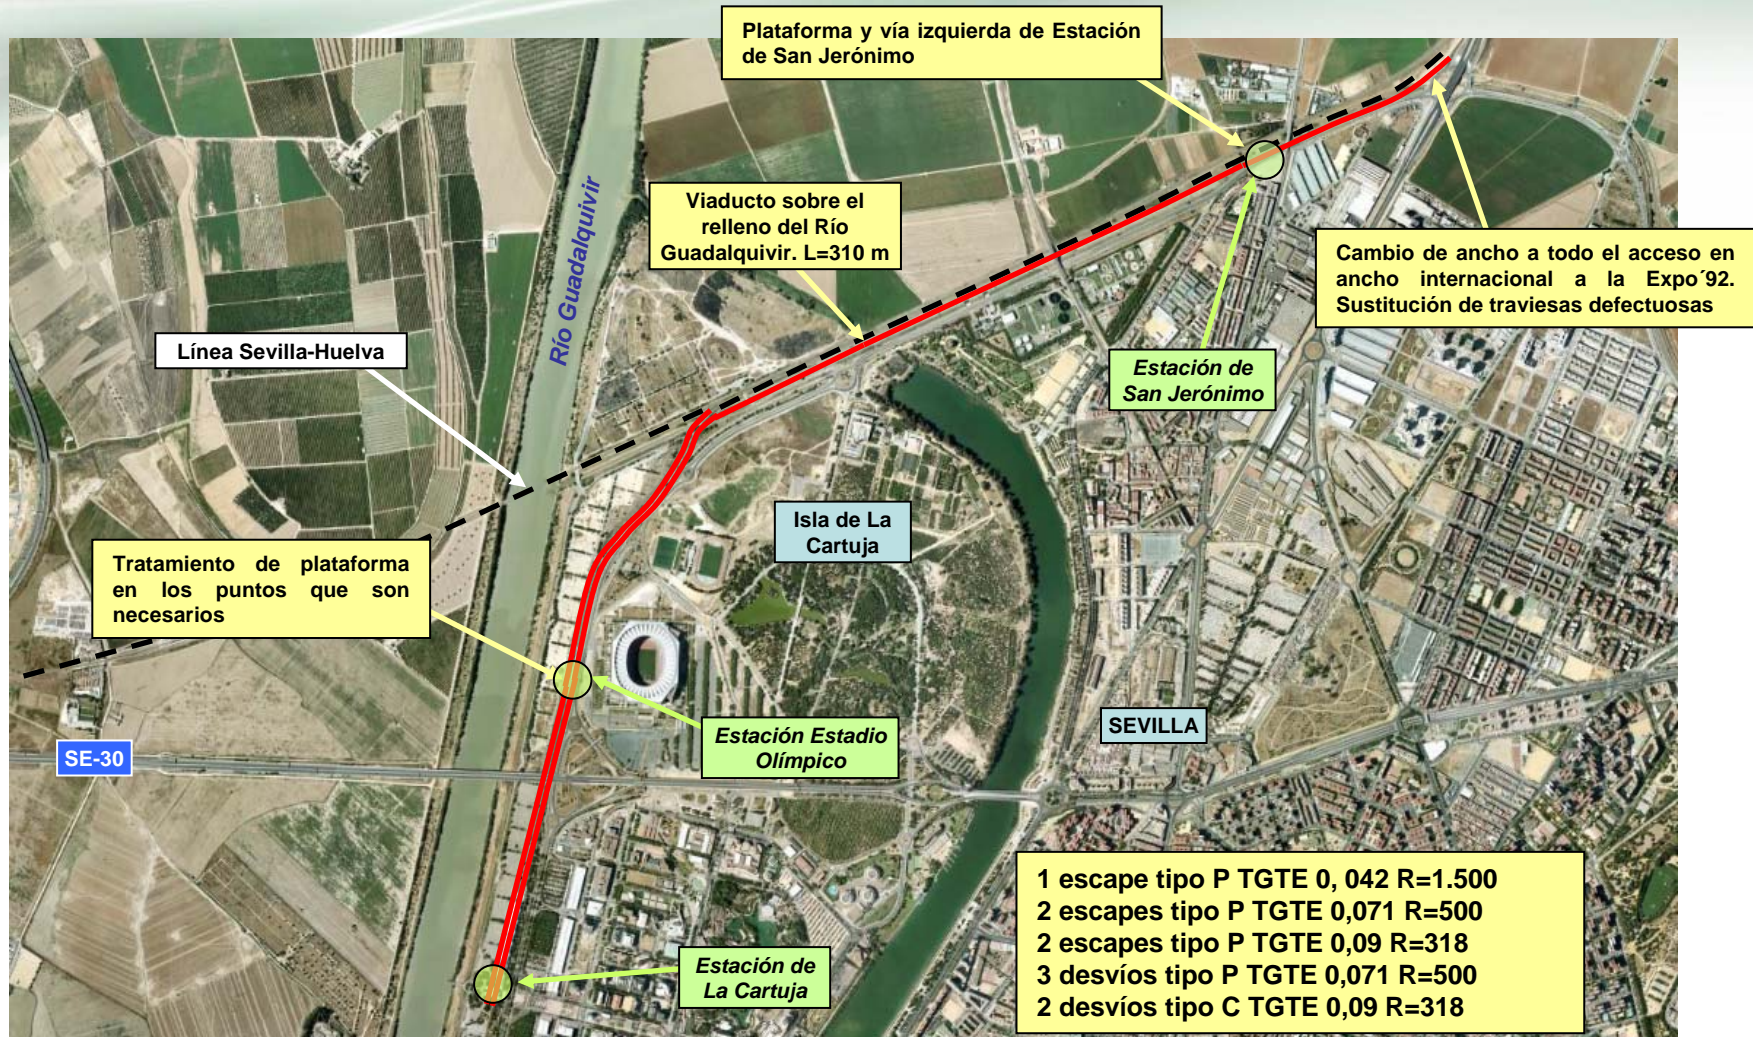 Plataforma y vía izquierda de Estación
de San Jerónimo
Río Guadalquivir
Viaducto sobre el
relleno del Río
Guadalquivir. L=310 m
Cambio de ancho a todo el acceso en
ancho internacional a la Expo´92.
Sustitución de traviesas defectuosas
Línea Sevilla-Huelva
Estación de
San Jerónimo
Isla de La
Cartuja
Tratamiento de plataforma
en los puntos que son
necesarios
Estación Estadio
Olímpico
SEVILLA
SE-30
Estación de
La Cartuja
1 escape tipo P TGTE 0, 042 R=1.500
2 escapes tipo P TGTE 0,071 R=500
2 escapes tipo P TGTE 0,09 R=318
3 desvíos tipo P TGTE 0,071 R=500
2 desvíos tipo C TGTE 0,09 R=318